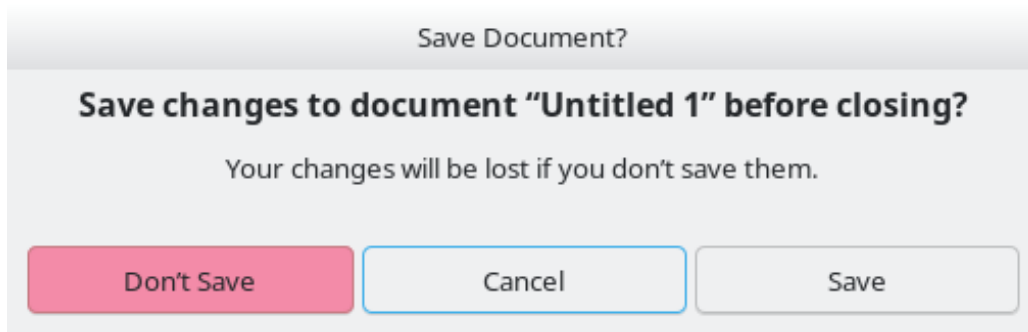 Save Document?
Save changes to document “Untitled 1” before closing?
Your changes will be lost if you don’t save them.
Don’t Save
Cancel
Save